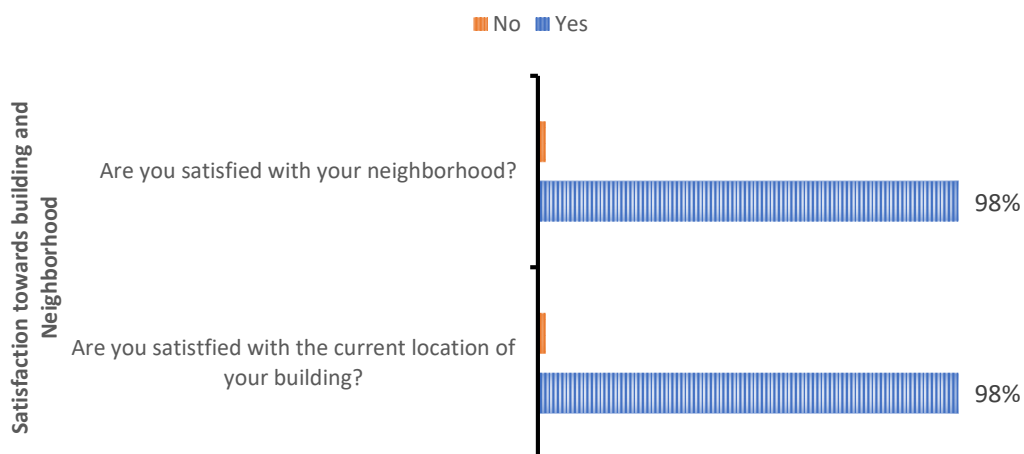 No Yes
Satisfaction towards building and
Neighborhood
Are you satisfied with your neighborhood?
98%
Are you satistfied with the current location of
your building?
98%